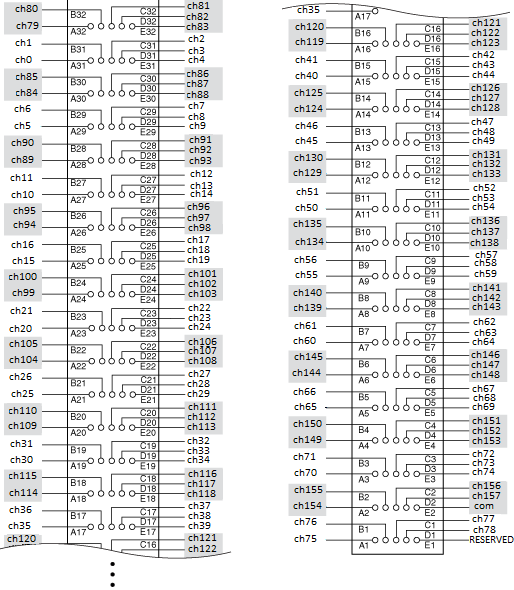 ch80 B32 C32 ch81
D32 ch82
ch79 A32 E32 ch83
ch1 B31 C31 ch2
D31 ch3
ch0 A31 E31 ch4
ch85 B30 C30 ch86
D30 ch87
ch84 A30 E30 ch88
ch6 B29 C29 ch7
D29 ch8
ch5 A29 E29 ch9
ch90 B28 C28 ch91
D28 ch92
ch89 A28 E28 ch93
ch11 B27 C27 ch12
D27 ch13
ch10 A27 E27 ch14
ch95 B26 C26 ch96
D26 ch97
ch94 A26 E26 ch98
ch16 B25 C25 ch17
D25 ch18
ch15 A25 E25 ch19
ch100 B24 C24 ch101
D24 ch102
ch99 A24 E24 ch103
ch21 B23 C23 ch22
D23 ch23
ch20 A23 E23 ch24
ch105 B22 C22 ch106
D22 ch107
ch104 A22 E22 ch108
ch26 B21 C21 ch27
D21 ch28
ch25 A21 E21 ch29
ch110 B20 C20 ch111
D20 ch112
ch109 A20 E20 ch113
ch31 B19 C19 ch32
D19 ch33
ch30 A19 E19 ch34
ch115 B18 C18 ch116
D18 ch117
ch114 A18 E18 ch118
ch36 B17 C17 ch37
D17 ch38
ch35 A17 E17 ch39
ch120 C16 ch121
ch122
ch35
A17
ch120 B16 C16 ch121
D16 ch122
ch119 A16 E16 ch123
ch41 B15 C15 ch42
D15 ch43
ch40 A15 E15 ch44
ch125 B14 C14 ch126
D14 ch127
ch124 A14 E14 ch128
ch46 B13 C13 ch47
D13 ch48
ch45 A13 E13 ch49
ch130 B12 C12 ch131
D12 ch132
ch129 A12 E12 ch133
ch51 B11 C11 ch52
D11 ch53
ch50 A11 E11 ch54
ch135 B10 C10 ch136
D10 ch137
ch134 A10 E10 ch138
ch56 B9 C9 ch57
D9 ch58
ch55 A9 E9 ch59
ch140 B8 C8 ch141
D8 ch142
ch139 A8 E8 ch143
ch61 B7 C7 ch62
D7 ch63
ch60 A7 E7 ch64
ch145 B6 C6 ch146
D6 ch147
ch144 A6 E6 ch148
ch66 B5 C5 ch67
D5 ch68
ch65 A5 E5 ch69
ch150 B4 C4 ch151
D4 ch152
ch149 A4 E4 ch153
ch71 B3 C3 ch72
D3 ch73
ch70 A3 E3 ch74
ch155 B2 C2 ch156
D2 ch157
ch154 A2 E2 com
ch76 B1 C1 ch77
D1 ch78
ch75 A1 E1 RESERVED